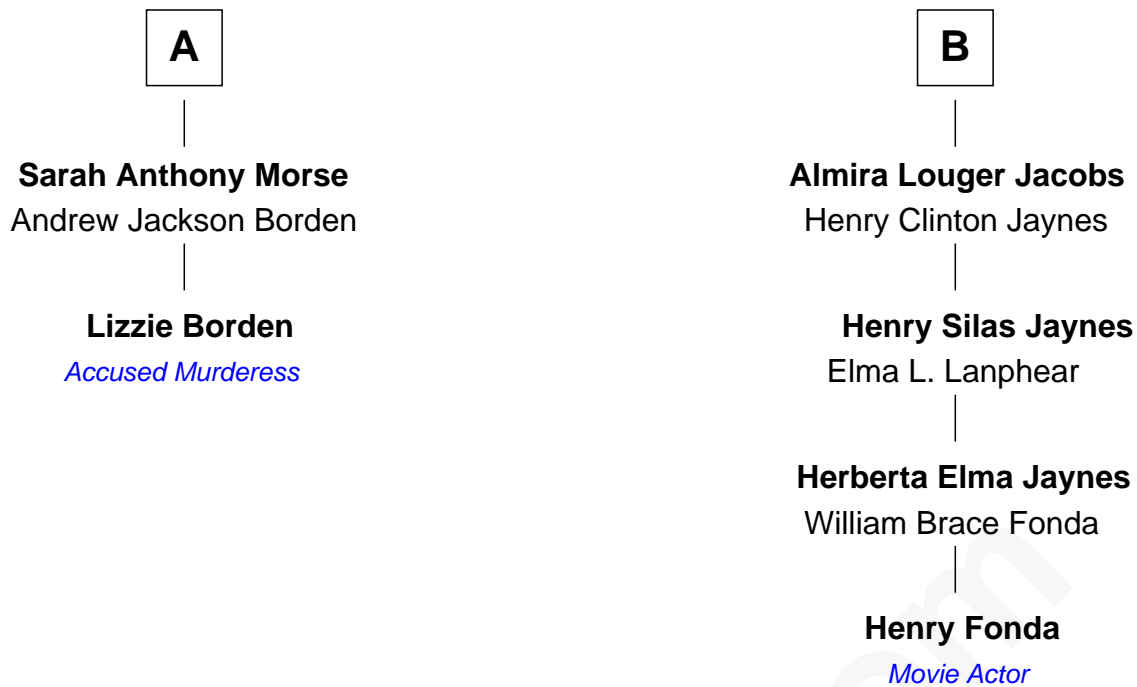 A
Sarah Anthony Morse
Andrew Jackson Borden
Lizzie Borden
Accused Murderess
B
Almira Louger Jacobs
Henry Clinton Jaynes
Henry Silas Jaynes
Elma L. Lanphear
Herberta Elma Jaynes
William Brace Fonda
Henry Fonda
Movie Actor
om